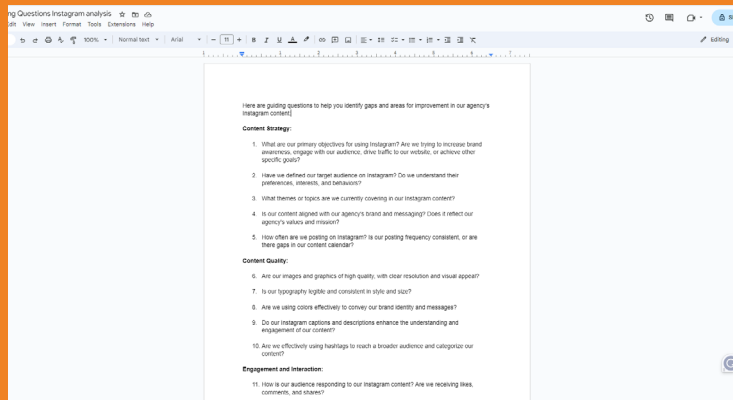 ng Questions Instagram analysis
Edit View Insert Format Tools Extensions Help
100% Normal text Arial 11 B I U A Editing
1 2 3 4 5 6 7
Here are guiding questions to help you identify gaps and areas for improvement in our agency's
Instagram content:
Content Strategy:
1. What are our primary objectives for using Instagram? Are we trying to increase brand
awareness, engage with our audience, drive traffic to our website, or achieve other
specific goals?
2. Have we defined our target audience on Instagram? Do we understand their
preferences, interests, and behaviors?
3. What themes or topics are we currently covering in our Instagram content?
4. Is our content aligned with our agency's brand and messaging? Does it reflect our
agency's values and mission?
5. How often are we posting on Instagram? Is our posting frequency consistent, or are
there gaps in our content calendar?
Content Quality:
6. Are our images and graphics of high quality, with clear resolution and visual appeal?
7. Is our typography legible and consistent in style and size?
8. Are we using colors effectively to convey our brand identity and messages?
9. Do our Instagram captions and descriptions enhance the understanding and
engagement of our content?
10. Are we effectively using hashtags to reach a broader audience and categorize our
content?
Engagement and Interaction:
11. How is our audience responding to our Instagram content? Are we receiving likes,
comments, and shares?